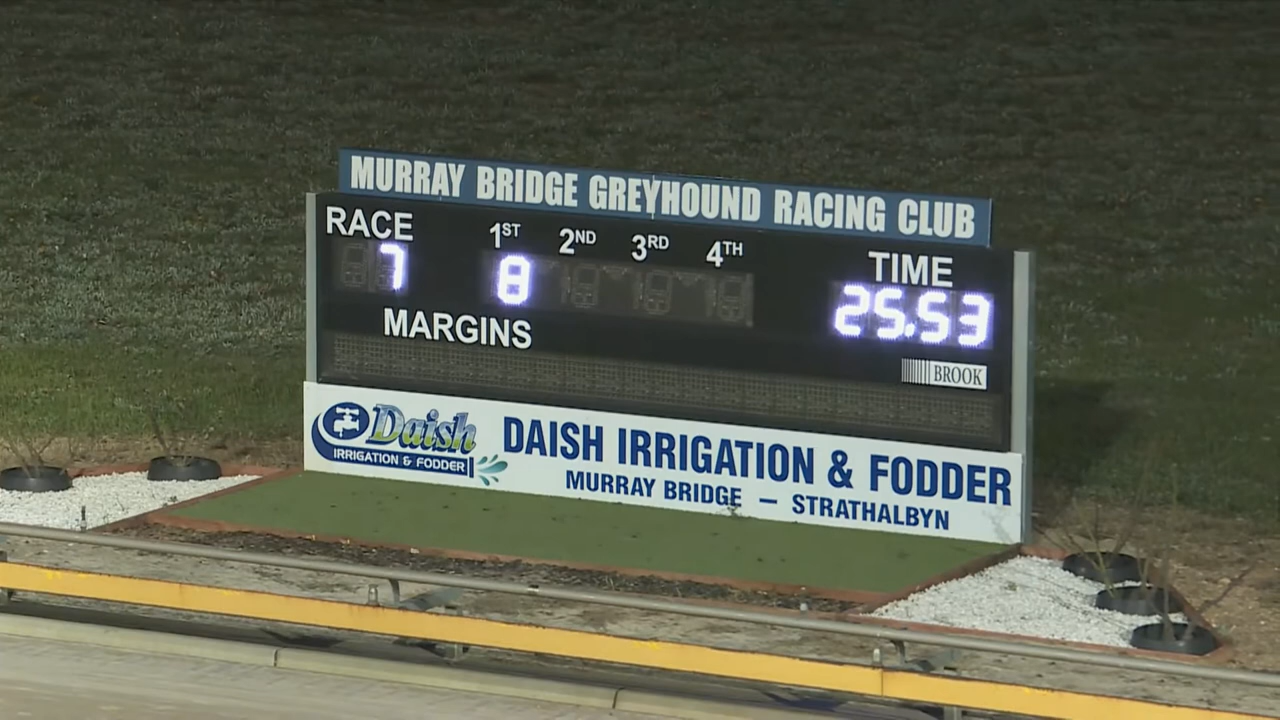 MURRAY BRIDGE GREYHOUND RACING CLUB
RACE 1ST 2ND 3RD 4TH TIME
7 8 25.53
MARGINS
BROOK
Daish
IRRIGATION & FODDER
DAISH IRRIGATION & FODDER
MURRAY BRIDGE — STRATHALBYN